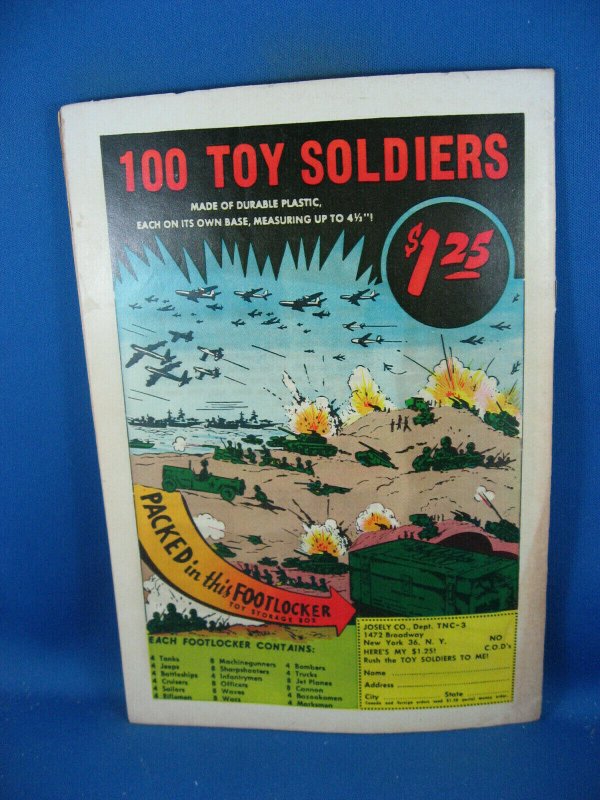 100 TOY SOLDIERS
MADE OF DURABLE PLASTIC,
EACH ON ITS OWN BASE, MEASURING UP TO 4½"!
$1.25
PACKED in this FOOTLOCKER
TOY STORAGE BOX
EACH FOOTLOCKER CONTAINS:
4 Tanks
4 Jeeps
4 Battleships
4 Cruisers
4 Sailors
4 Riflemen
8 Machinegunners
8 Sharpshooters
4 Infantrymen
8 Officers
8 Waves
8 Wacs
4 Bombers
4 Trucks
8 Jet Planes
8 Cannon
4 Bazookamen
4 Marksmen
JOSELY CO., Dept. TNC-3
1472 Broadway
New York 36, N. Y.
NO
C.O.D's
HERE'S MY $1.25!
Rush the TOY SOLDIERS TO ME!
Name
Address
City State